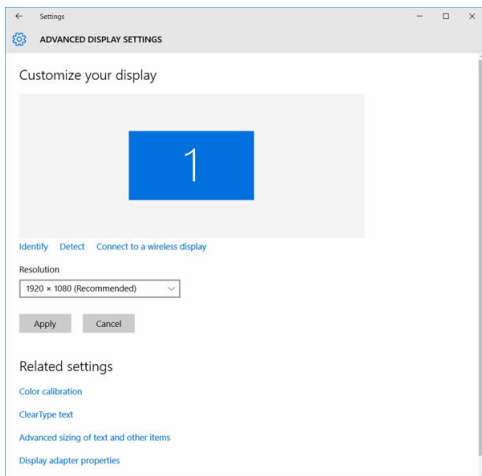 Settings
ADVANCED DISPLAY SETTINGS
Customize your display
1
Identify Detect Connect to a wireless display
Resolution
1920 × 1080 (Recommended)
Apply Cancel
Related settings
Color calibration
ClearType text
Advanced sizing of text and other items
Display adapter properties